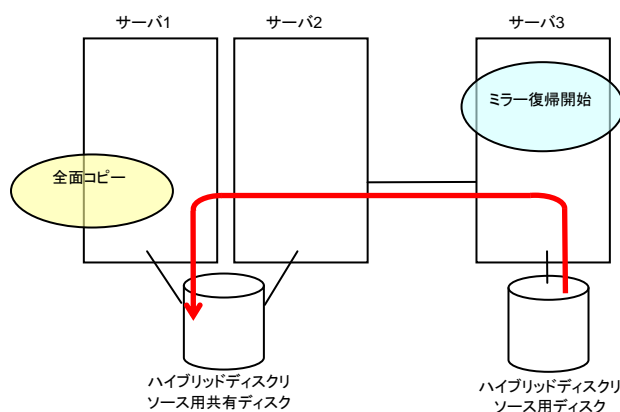 サーバ1
サーバ2
サーバ3
ミラー復帰開始
全面コピー
ハイブリッドディスクリ
ソース用共有ディスク
ハイブリッドディスクリ
ソース用ディスク